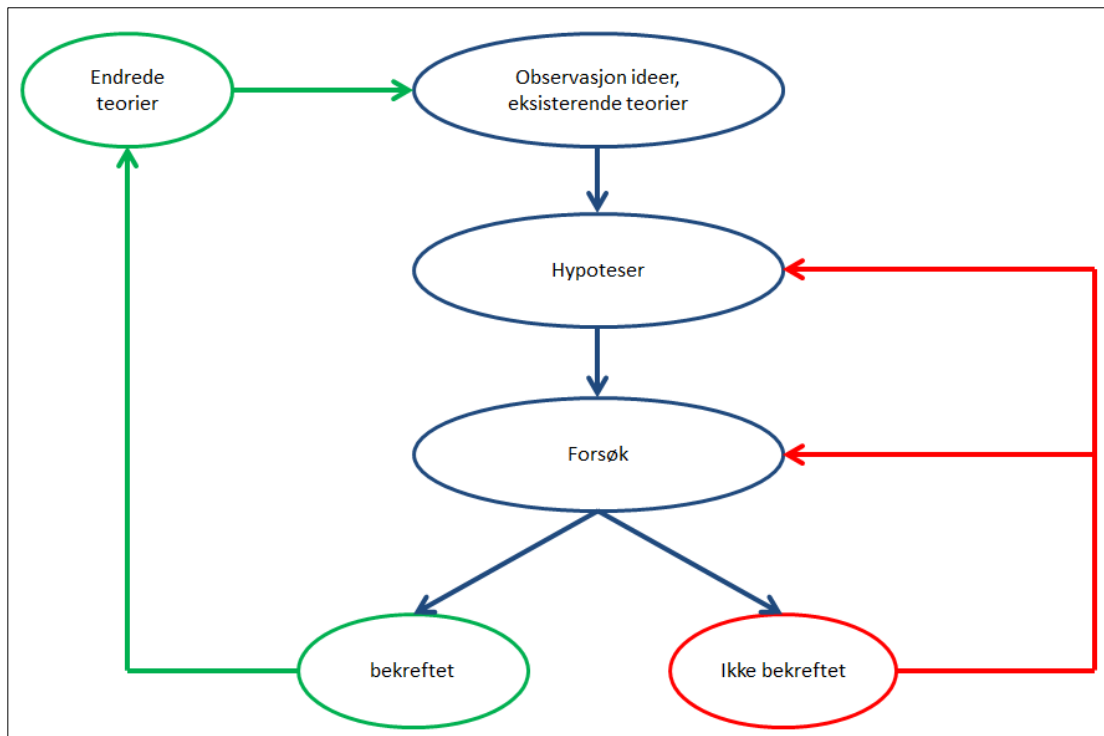 Endrede
teorier
Observasjon ideer,
eksisterende teorier
Hypoteser
Forsøk
bekreftet
Ikke bekreftet